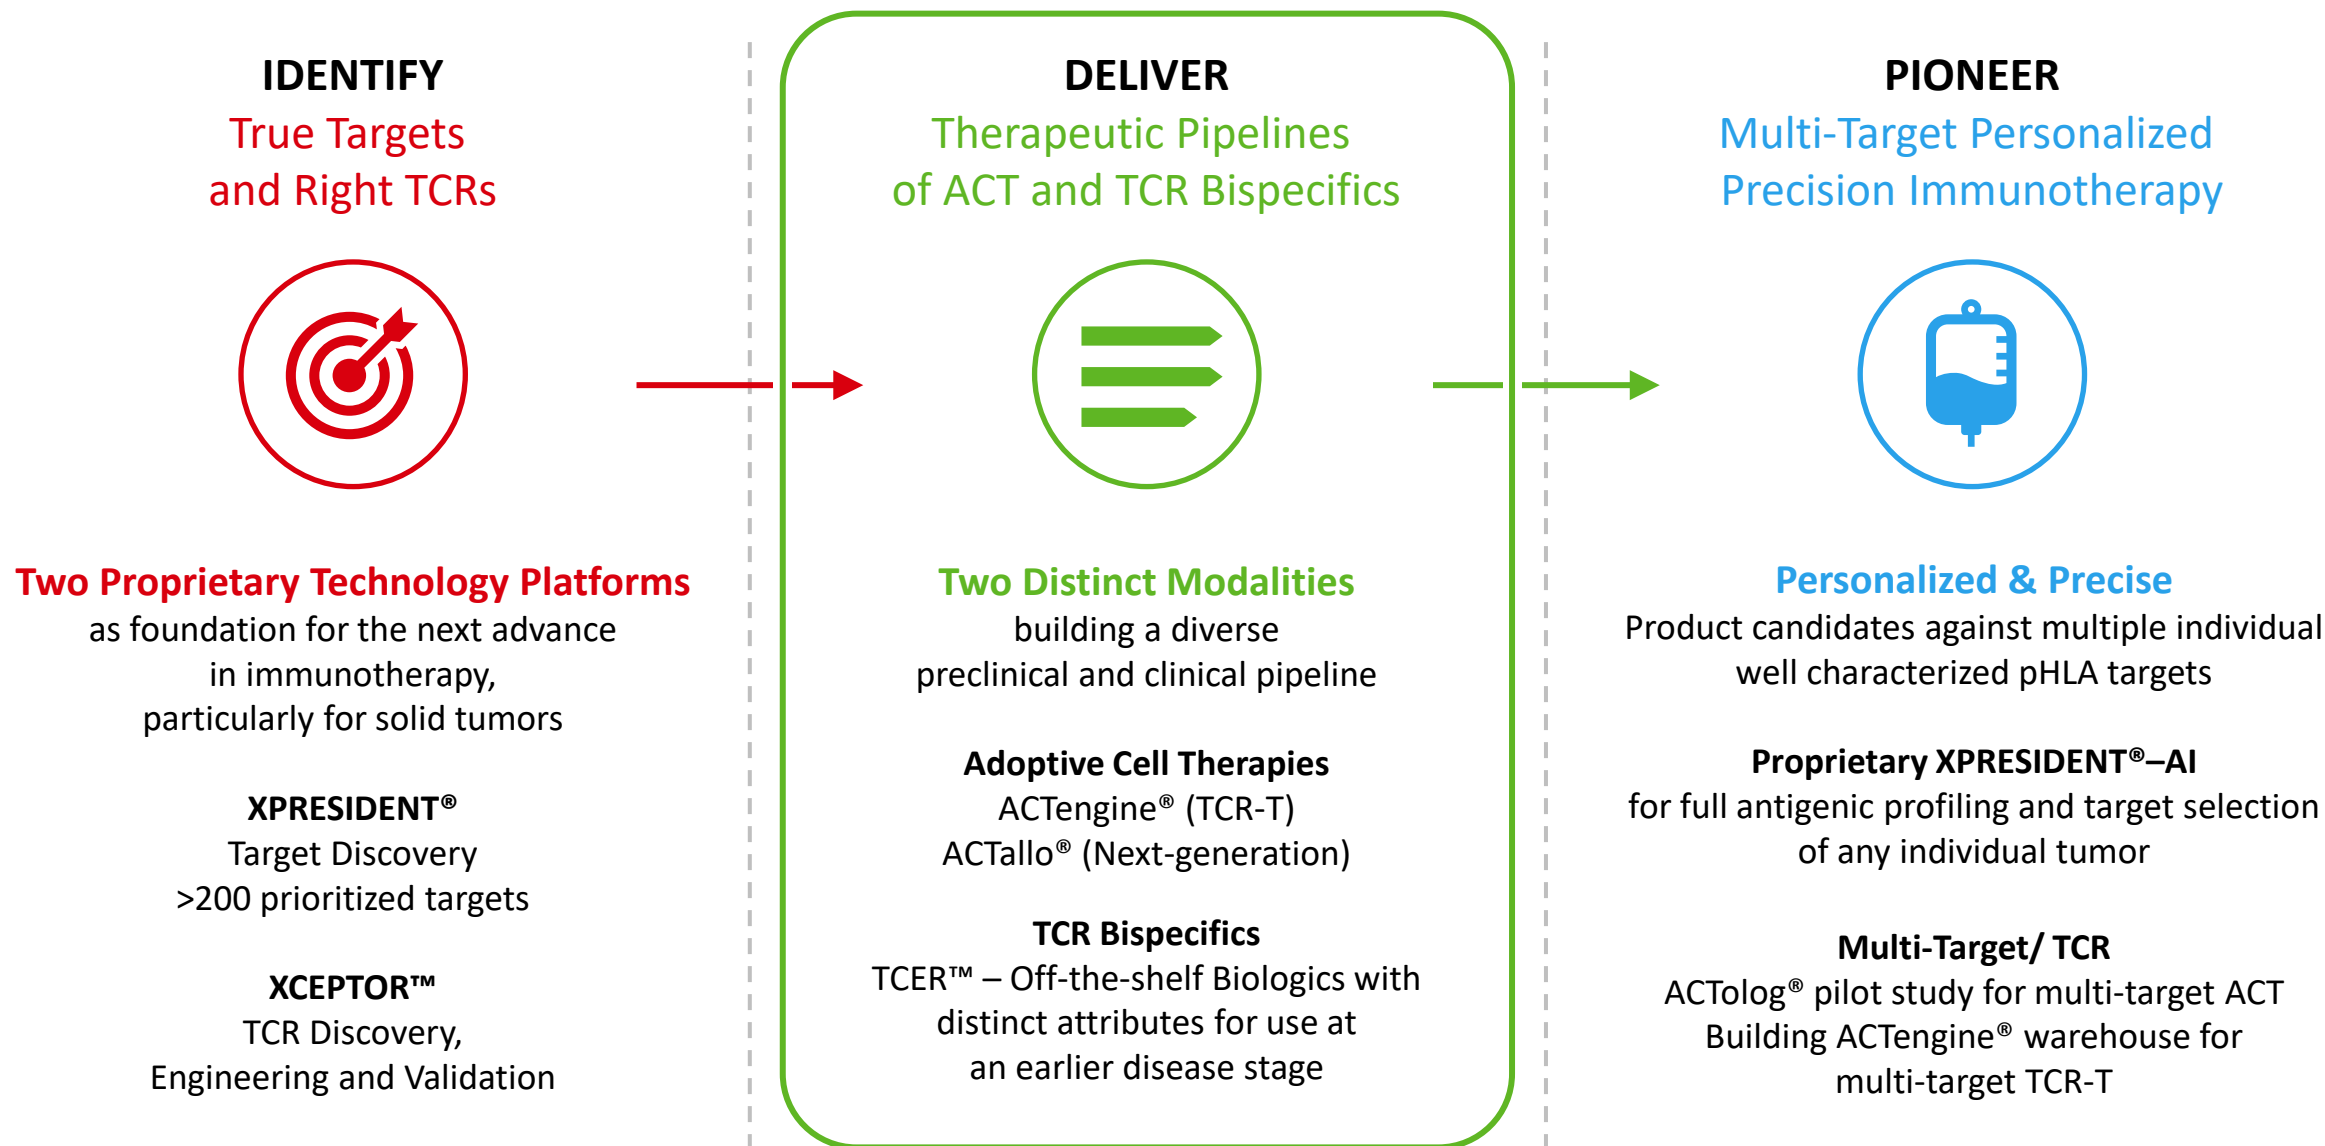 IDENTIFY
True Targets
and Right TCRs
Two Proprietary Technology Platforms
as foundation for the next advance
in immunotherapy,
particularly for solid tumors
XPRESIDENT®
Target Discovery
>200 prioritized targets
XCEPTOR™
TCR Discovery,
Engineering and Validation
DELIVER
Therapeutic Pipelines
of ACT and TCR Bispecifics
Two Distinct Modalities
building a diverse
preclinical and clinical pipeline
Adoptive Cell Therapies
ACTengine® (TCR-T)
ACTallo® (Next-generation)
TCR Bispecifics
TCER™ – Off-the-shelf Biologics with
distinct attributes for use at
an earlier disease stage
PIONEER
Multi-Target Personalized
Precision Immunotherapy
Personalized & Precise
Product candidates against multiple individual
well characterized pHLA targets
Proprietary XPRESIDENT®–AI
for full antigenic profiling and target selection
of any individual tumor
Multi-Target/ TCR
ACTolog® pilot study for multi-target ACT
Building ACTengine® warehouse for
multi-target TCR-T